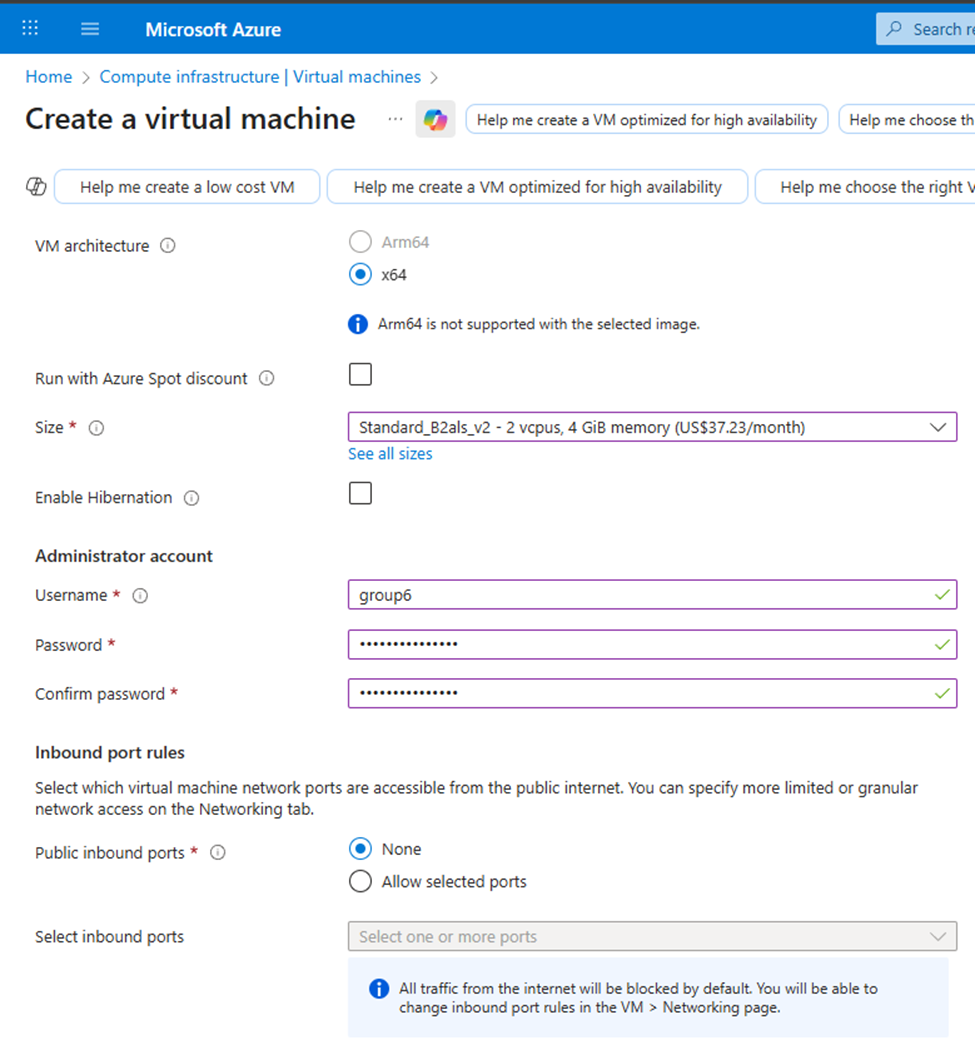 Microsoft Azure
Search re
Home > Compute infrastructure | Virtual machines >
Create a virtual machine ...
Help me create a VM optimized for high availability
Help me choose th
Help me create a low cost VM
Help me create a VM optimized for high availability
Help me choose the right V
VM architecture
Arm64
x64
Arm64 is not supported with the selected image.
Run with Azure Spot discount
Size *
Standard_B2als_v2 - 2 vcpus, 4 GiB memory (US$37.23/month)
See all sizes
Enable Hibernation
Administrator account
Username *
group6
Password *
•••••••••••••••
Confirm password *
•••••••••••••••
Inbound port rules
Select which virtual machine network ports are accessible from the public internet. You can specify more limited or granular
network access on the Networking tab.
Public inbound ports *
None
Allow selected ports
Select inbound ports
Select one or more ports
All traffic from the internet will be blocked by default. You will be able to
change inbound port rules in the VM > Networking page.